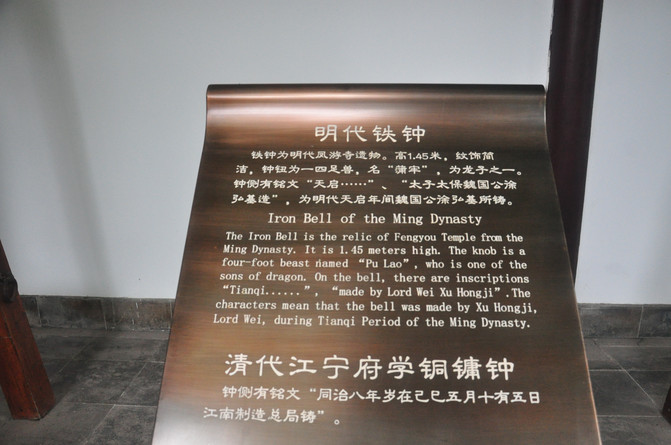 明代铁钟
铁钟为明代凤游寺遗物。高1.45米，纹饰简
洁，钟钮为一四足兽，名“蒲牢”，为龙子之一。
钟侧有铭文“天启……”、“太子太保魏国公徐
弘基造”，为明代天启年间魏国公徐弘基所铸。
Iron Bell of the Ming Dynasty
The Iron Bell is the relic of Fengyou Temple from the
Ming Dynasty. It is 1.45 meters high. The knob is a
four-foot beast named “Pu Lao”, who is one of the
sons of dragon. On the bell, there are inscriptions
“Tianqi......”, “made by Lord Wei Xu Hongji”.The
characters mean that the bell was made by Xu Hongji,
Lord Wei, during Tianqi Period of the Ming Dynasty.
清代江宁府学铜镛钟
钟侧有铭文“同治八年岁在己巳五月十有五日
江南制造总局铸”。